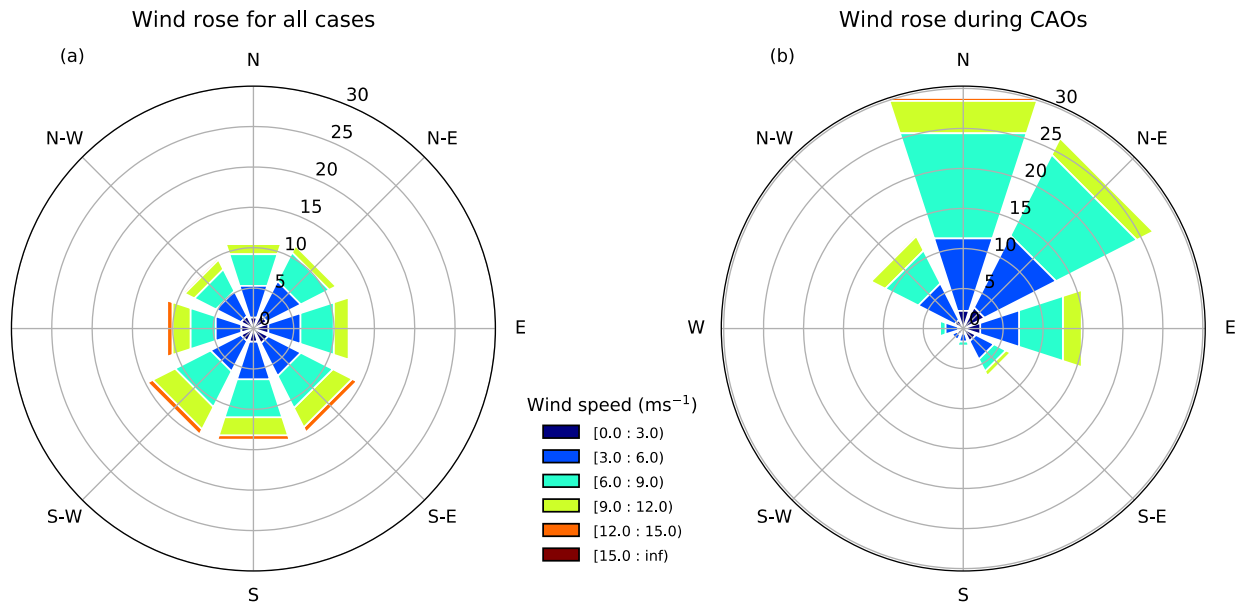 Wind rose for all cases
(a)
N
N-E
E
S-E
S
S-W
N-W
0
5
10
15
20
25
30
Wind speed (ms⁻¹)
[0.0 : 3.0)
[3.0 : 6.0)
[6.0 : 9.0)
[9.0 : 12.0)
[12.0 : 15.0)
[15.0 : inf)
Wind rose during CAOs
(b)
N
N-E
E
S-E
S
S-W
W
N-W
0
5
10
15
20
25
30